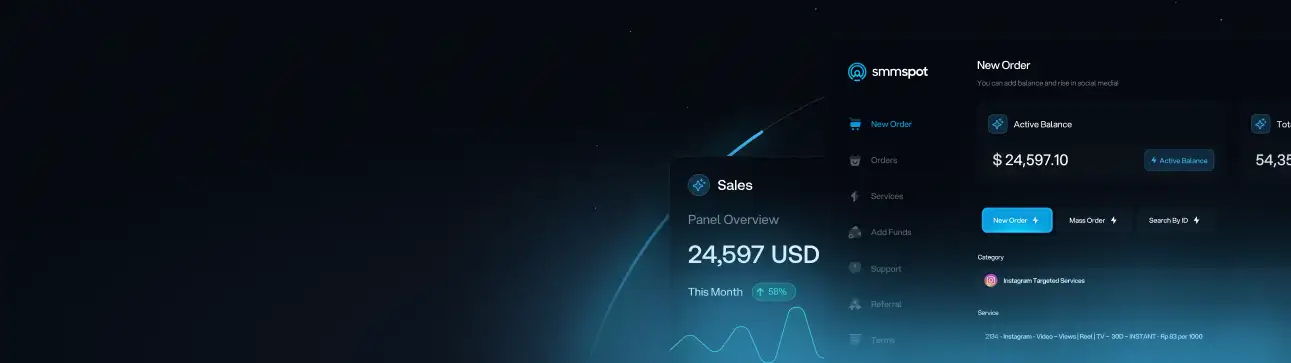 Sales
Panel Overview
24,597 USD
This Month
58%
smmspot
New Order
Orders
Services
Add Funds
Support
Referral
Terms
New Order
You can add balance and rise in social media!
Active Balance
$ 24,597.10
Active Balance
Tot
54,35
New Order
Mass Order
Search By ID
Category
Instagram Targeted Services
Service
2134 - Instagram - Video – Views | Reel | TV – 30D – INSTANT - Rp 83 per 1000